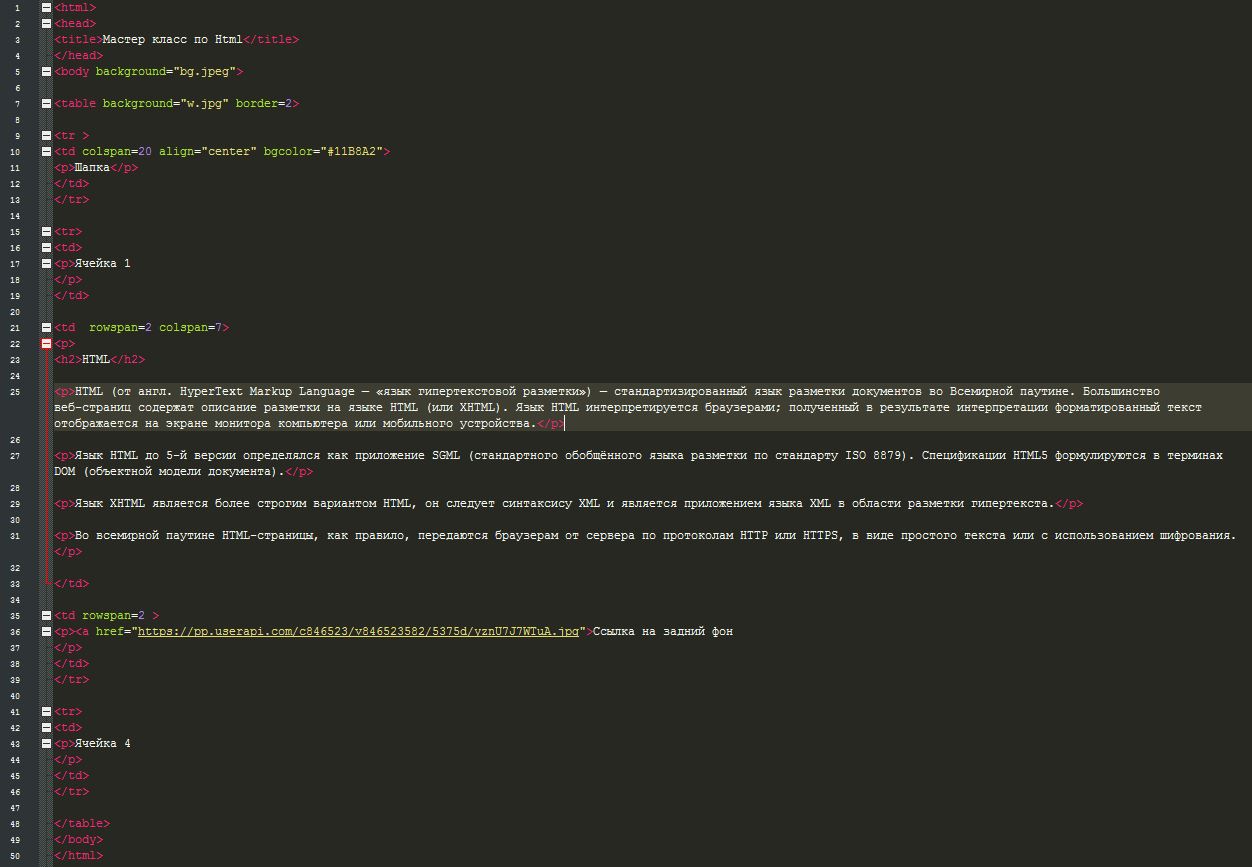 1 <html>
2 <head>
3 <title>Мастер класс по Html</title>
4 </head>
5 <body background="bg.jpeg">
6
7 <table background="w.jpg" border=2>
8
9 <tr >
10 <td colspan=20 align="center" bgcolor="#11B8A2">
11 <p>Шапка</p>
12 </td>
13 </tr>
14
15 <tr>
16 <td>
17 <p>Ячейка 1
18 </p>
19 </td>
20
21 <td  rowspan=2 colspan=7>
22 <p>
23 <h2>HTML</h2>
24
25 <p>HTML (от англ. HyperText Markup Language — «язык гипертекстовой разметки») — стандартизированный язык разметки документов во Всемирной паутине. Большинство
веб-страниц содержат описание разметки на языке HTML (или XHTML). Язык HTML интерпретируется браузерами; полученный в результате интерпретации форматированный текст
отображается на экране монитора компьютера или мобильного устройства.</p>
26
27 <p>Язык HTML до 5-й версии определялся как приложение SGML (стандартного обобщённого языка разметки по стандарту ISO 8879). Спецификации HTML5 формулируются в терминах
DOM (объектной модели документа).</p>
28
29 <p>Язык XHTML является более строгим вариантом HTML, он следует синтаксису XML и является приложением языка XML в области разметки гипертекста.</p>
30
31 <p>Во всемирной паутине HTML-страницы, как правило, передаются браузерам от сервера по протоколам HTTP или HTTPS, в виде простого текста или с использованием шифрования.
</p>
32
33 </td>
34
35 <td rowspan=2 >
36 <p><a href="https://pp.userapi.com/c846523/v846523582/5375d/yznU7J7WTuA.jpg">Ссылка на задний фон
37 </p>
38 </td>
39 </tr>
40
41 <tr>
42 <td>
43 <p>Ячейка 4
44 </p>
45 </td>
46 </tr>
47
48 </table>
49 </body>
50 </html>